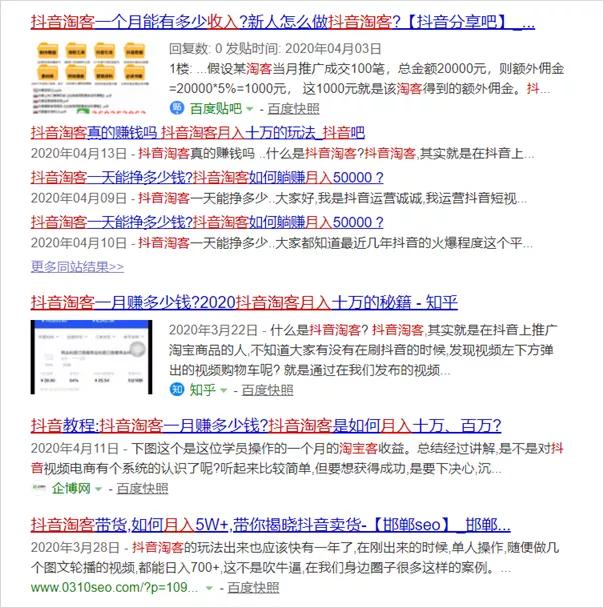 抖音淘客一个月能有多少收入?新人怎么做抖音淘客?【抖音分享吧】_...
回复数: 0 发贴时间: 2020年04月03日
1楼: ...假设某淘客当月推广成交100笔，总金额20000元，则额外佣金
=20000*5%=1000元， 这1000元就是该淘客得到的额外佣金。抖...
百度贴吧 - 百度快照
抖音淘客真的赚钱吗 抖音淘客月入十万的玩法_抖音吧
2020年04月13日 - 抖音淘客真的赚钱吗 ..什么是抖音淘客?抖音淘客,其实就是在抖音上...
抖音淘客一天能挣多少钱?抖音淘客如何躺赚月入50000 ?
2020年04月09日 - 抖音淘客一天能挣多少..大家好,我是抖音运营诚诚,我运营抖音短视...
抖音淘客一天能挣多少钱?抖音淘客如何躺赚月入50000 ?
2020年04月10日 - 抖音淘客一天能挣多少..大家都知道最近几年抖音的火爆程度这个平...
更多同站结果>>
抖音淘客一月赚多少钱?2020抖音淘客月入十万的秘籍 - 知乎
2020年3月22日 - 什么是抖音淘客? 抖音淘客,其实就是在抖音上推广
淘宝商品的人,不知道大家有没有在刷抖音的时候,发现视频左下方弹
出的视频购物车呢? 就是通过在我们发布的视频...
知 知乎 - 百度快照
抖音教程:抖音淘客一月赚多少钱?抖音淘客是如何月入十万、百万?
2020年4月11日 - 下图这个是这位学员操作的一个月的淘宝客收益。总结经过讲解,是不是对抖
音视频电商有个系统的认识了呢?听起来比较简单,但要想获得成功,是要下决心,沉...
企博网 - 百度快照
抖音淘客带货,如何月入5W+,带你揭晓抖音卖货-【邯郸seo】_邯郸...
2020年3月28日 - 抖音淘客的玩法出来也应该快有一年了,在刚出来的时候,单人操作,随便做几
个图文轮播的视频,都能日入700+,这不是吹牛逼,在我们身边圈子很多这样的案例。...
www.0310seo.com/?p=109... - 百度快照